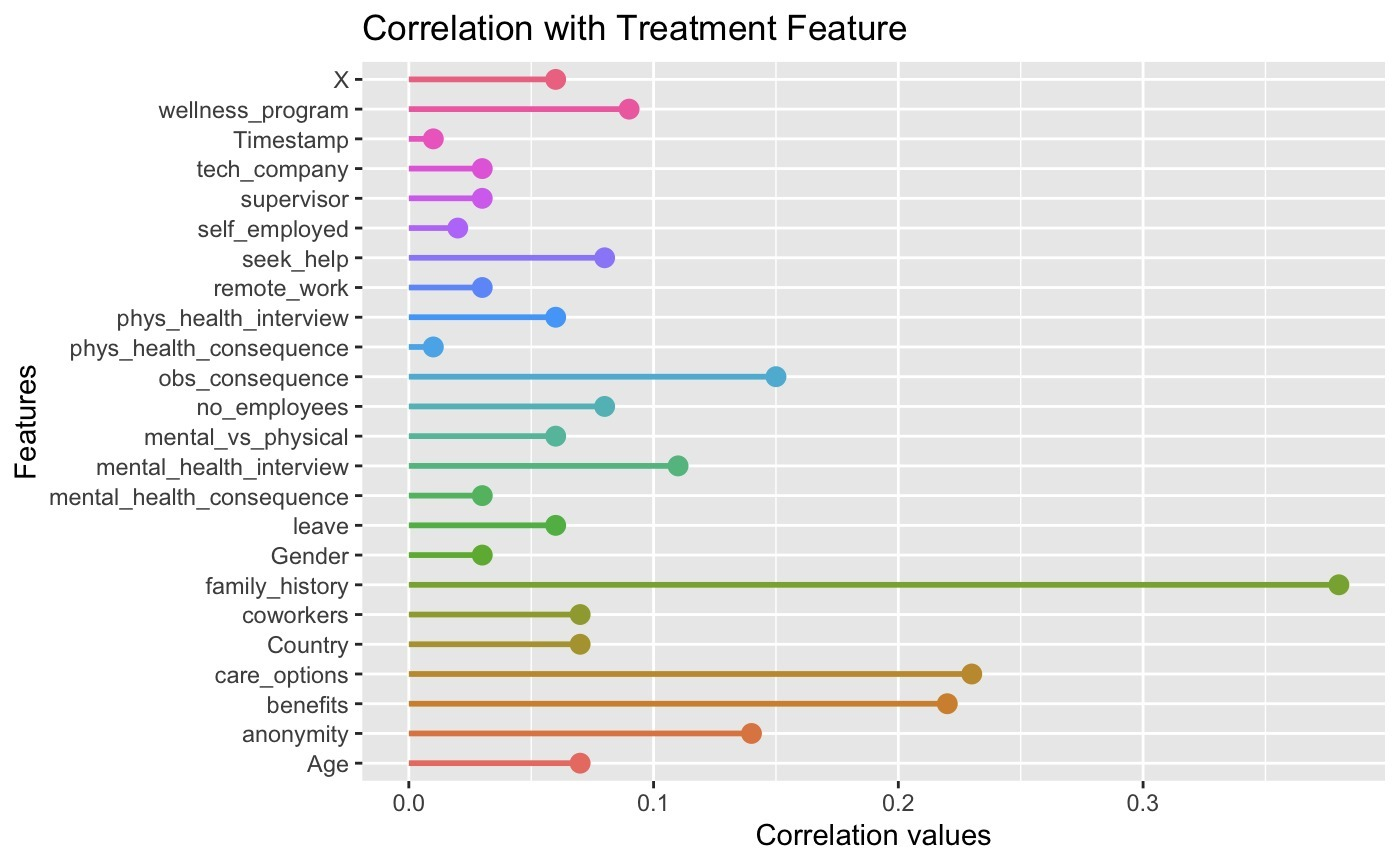 Correlation with Treatment Feature
X
wellness_program
Timestamp
tech_company
supervisor
self_employed
seek_help
remote_work
phys_health_interview
phys_health_consequence
obs_consequence
no_employees
mental_vs_physical
mental_health_interview
mental_health_consequence
leave
Gender
family_history
coworkers
Country
care_options
benefits
anonymity
Age
Features
0.0 0.1 0.2 0.3
Correlation values